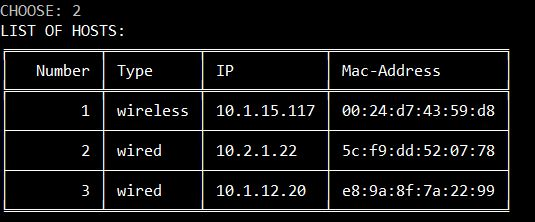 CHOOSE: 2
LIST OF HOSTS:
Number Type IP Mac-Address
1 wireless 10.1.15.117 00:24:d7:43:59:d8
2 wired 10.2.1.22 5c:f9:dd:52:07:78
3 wired 10.1.12.20 e8:9a:8f:7a:22:99